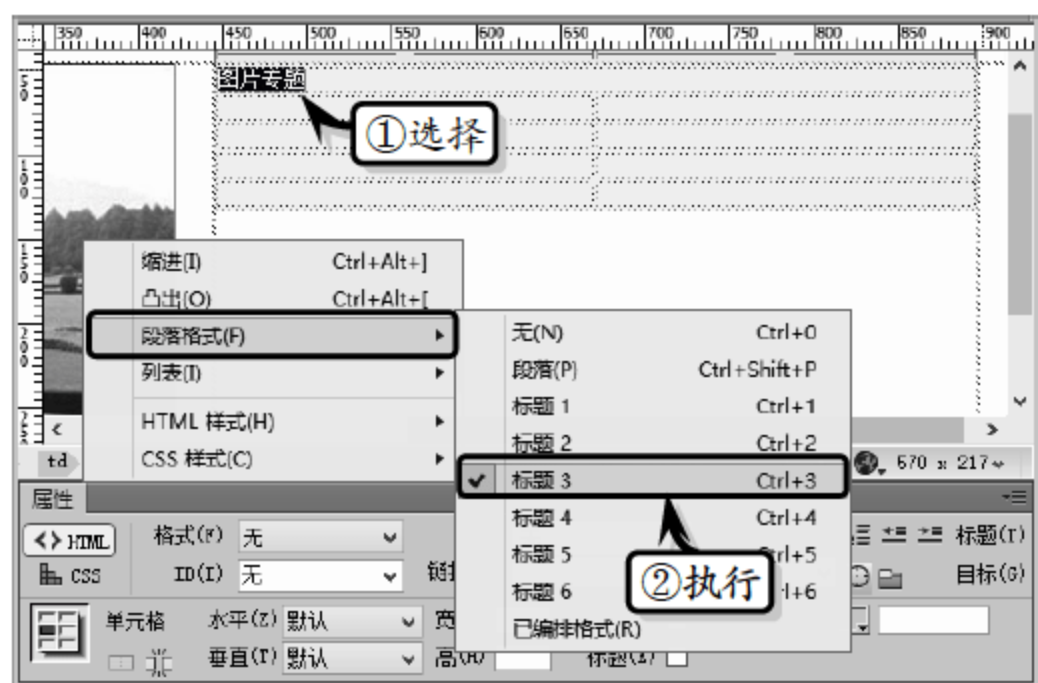 350 400 450 500 550 600 650 700 750 800 850 900
图片专题
①选择
缩进(I) Ctrl+Alt+]
凸出(O) Ctrl+Alt+[
段落格式(F)
列表(I)
HTML 样式(H)
CSS 样式(C)
无(N) Ctrl+0
段落(P) Ctrl+Shift+P
标题 1 Ctrl+1
标题 2 Ctrl+2
标题 3 Ctrl+3
标题 4 Ctrl+4
标题 5
标题 6
已编排格式(R)
②执行
td
670 x 217
属性
<> HTML 格式(F) 无 标题(T)
CSS ID(I) 无 目标(G)
单元格 水平(Z) 默认 宽
垂直(T) 默认 高(H)